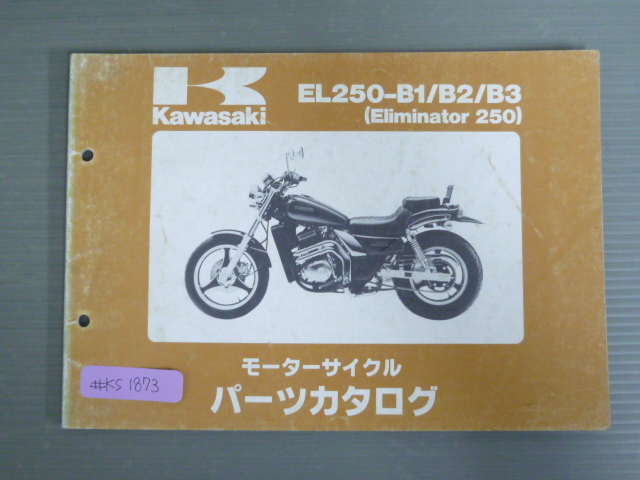 Kawasaki
EL250-B1/B2/B3
(Eliminator 250)
モーターサイクル
パーツカタログ
#KS 1873